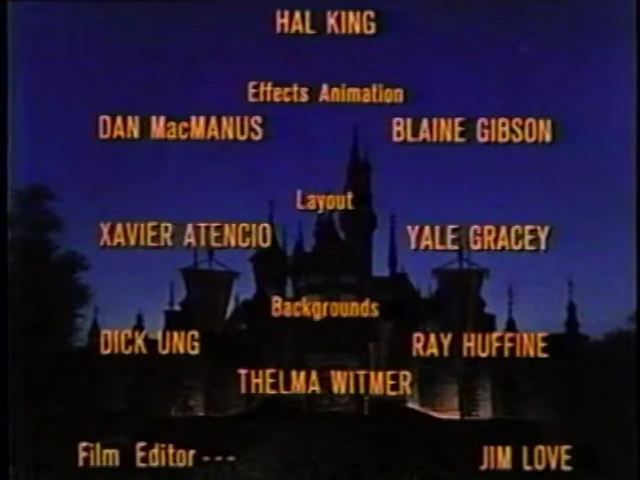 HAL KING
Effects Animation
DAN MacMANUS BLAINE GIBSON
Layout
XAVIER ATENCIO YALE GRACEY
Backgrounds
DICK UNG RAY HUFFINE
THELMA WITMER
Film Editor --- JIM LOVE